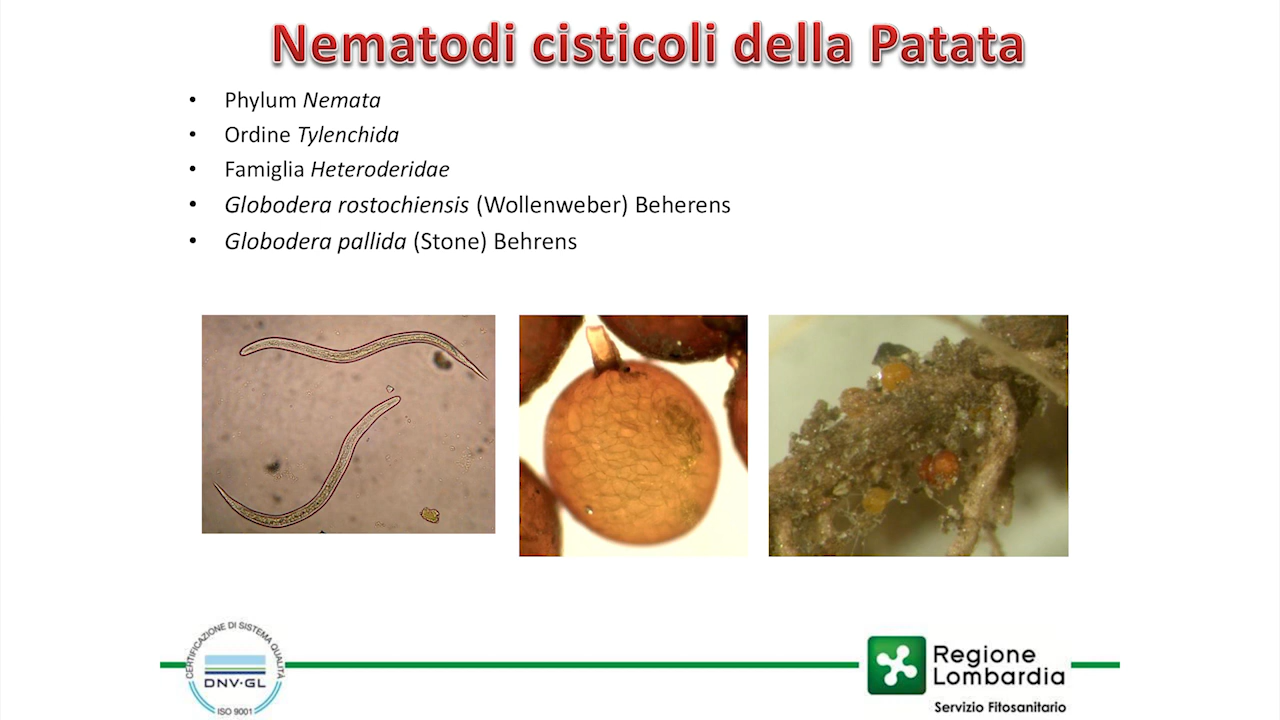 Nematodi cisticoli della Patata
• Phylum Nemata
• Ordine Tylenchida
• Famiglia Heteroderidae
• Globodera rostochiensis (Wollenweber) Beherens
• Globodera pallida (Stone) Behrens
CERTIFICAZIONE DI SISTEMA QUALITÀ
DNV·GL
ISO 9001
Regione
Lombardia
Servizio Fitosanitario